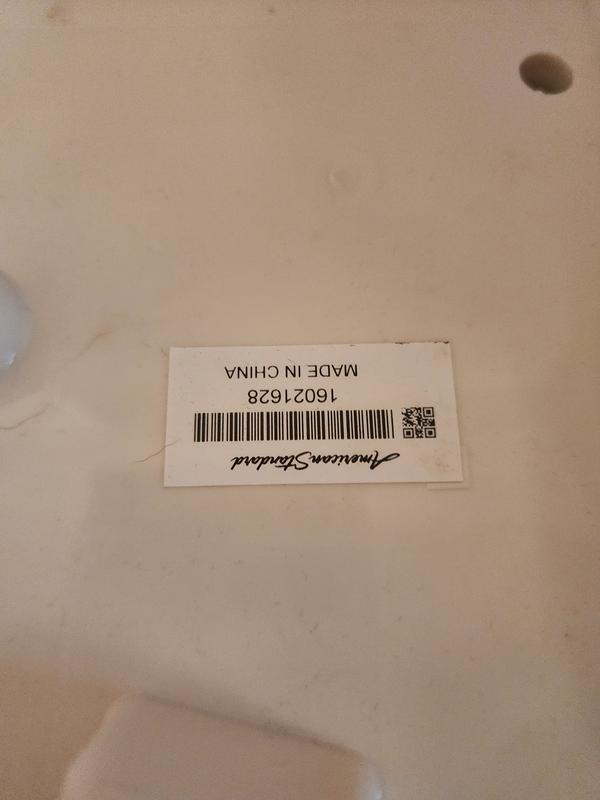 American Standard
16021628
MADE IN CHINA